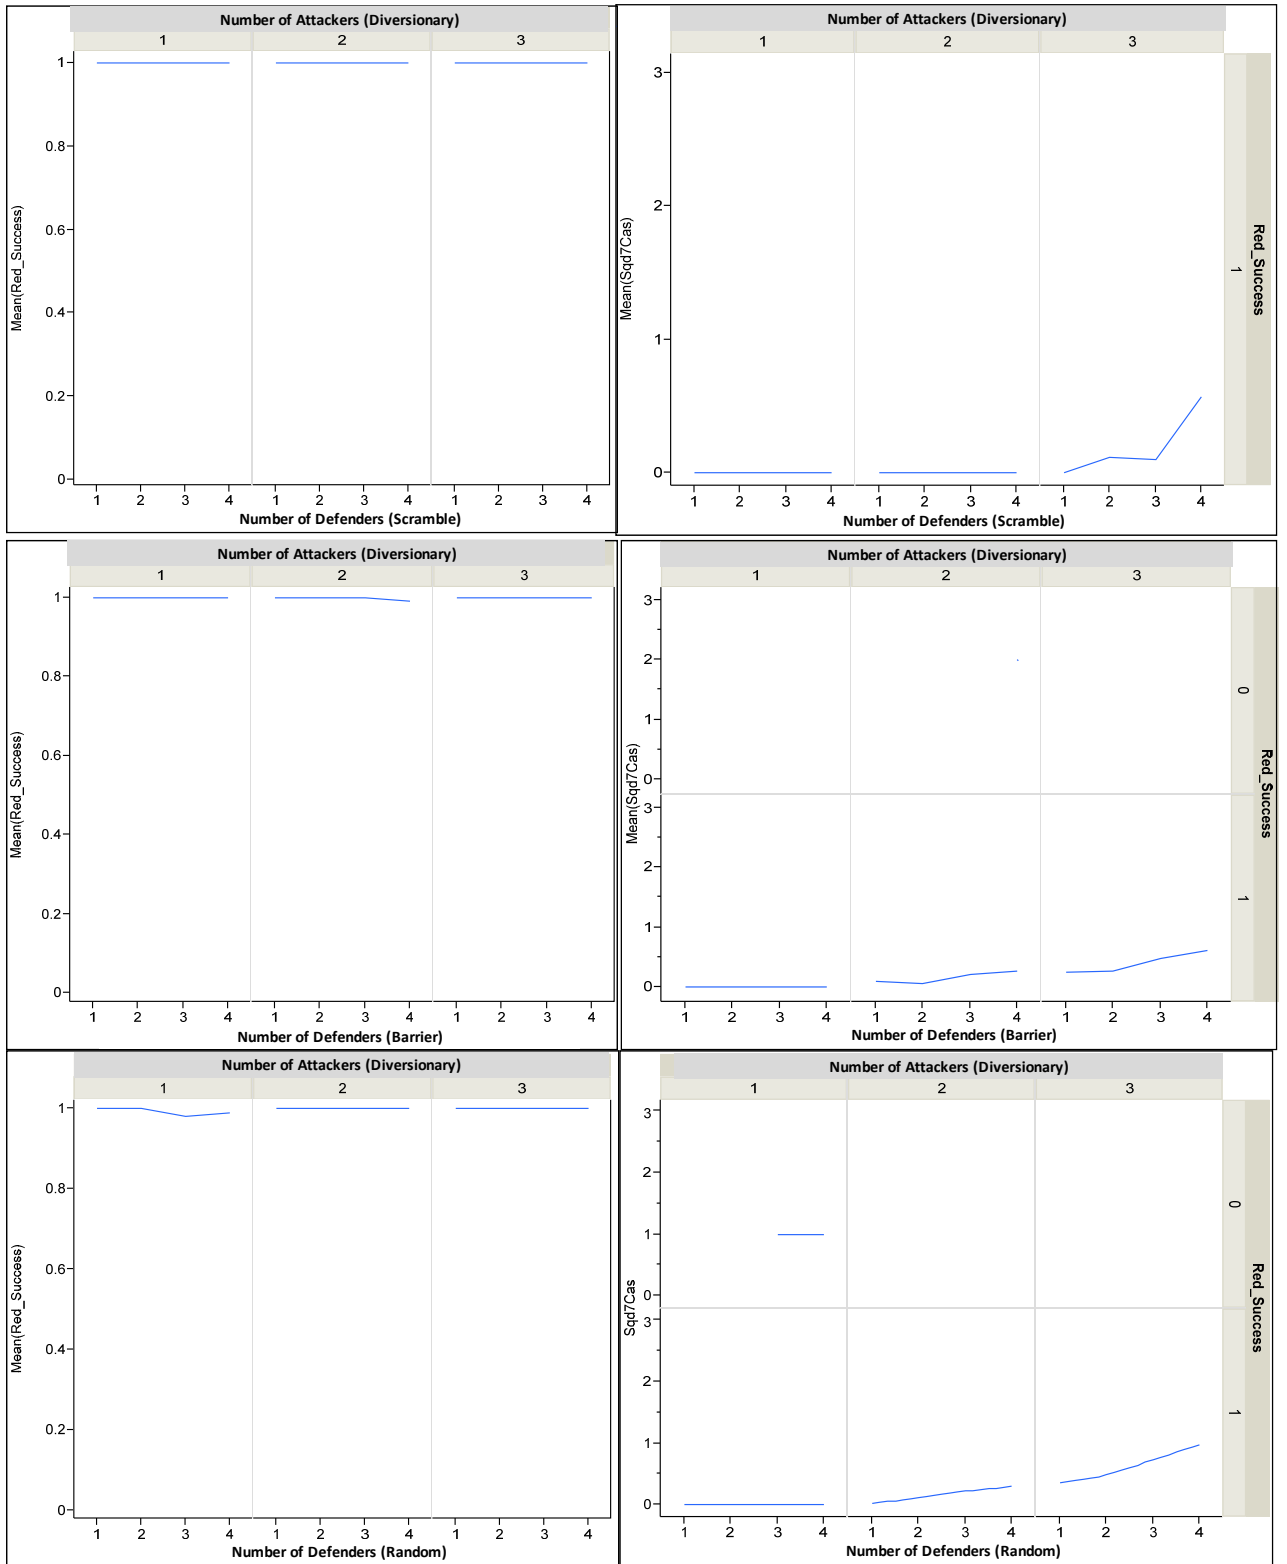 Number of Attackers (Diversionary)
1 2 3
1
0.8
0.6
0.4
0.2
0
Mean(Red_Success)
1 2 3 4 1 2 3 4 1 2 3 4
Number of Defenders (Scramble)
Number of Attackers (Diversionary)
1 2 3
3
2
1
0
Mean(Sqd7Cas)
1
Red_Success
1 2 3 4 1 2 3 4 1 2 3 4
Number of Defenders (Scramble)
Number of Attackers (Diversionary)
1 2 3
1
0.8
0.6
0.4
0.2
0
Mean(Red_Success)
1 2 3 4 1 2 3 4 1 2 3 4
Number of Defenders (Barrier)
Number of Attackers (Diversionary)
1 2 3
3
2
1
0
3
2
1
0
Mean(Sqd7Cas)
0
1
Red_Success
1 2 3 4 1 2 3 4 1 2 3 4
Number of Defenders (Barrier)
Number of Attackers (Diversionary)
1 2 3
1
0.8
0.6
0.4
0.2
0
Mean(Red_Success)
1 2 3 4 1 2 3 4 1 2 3 4
Number of Defenders (Random)
Number of Attackers (Diversionary)
1 2 3
3
2
1
0
3
2
1
0
Sqd7Cas
0
1
Red_Success
1 2 3 4 1 2 3 4 1 2 3 4
Number of Defenders (Random)